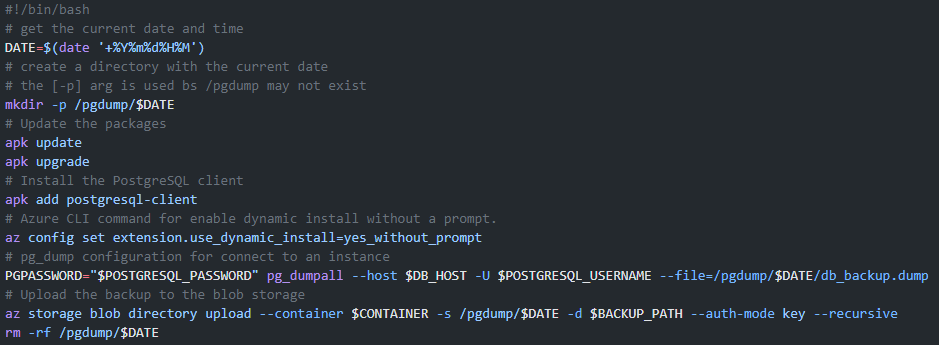 #!/bin/bash
# get the current date and time
DATE=$(date '+%Y%m%d%H%M')
# create a directory with the current date
# the [-p] arg is used bs /pgdump may not exist
mkdir -p /pgdump/$DATE
# Update the packages
apk update
apk upgrade
# Install the PostgreSQL client
apk add postgresql-client
# Azure CLI command for enable dynamic install without a prompt.
az config set extension.use_dynamic_install=yes_without_prompt
# pg_dump configuration for connect to an instance
PGPASSWORD="$POSTGRESQL_PASSWORD" pg_dumpall --host $DB_HOST -U $POSTGRESQL_USERNAME --file=/pgdump/$DATE/db_backup.dump
# Upload the backup to the blob storage
az storage blob directory upload --container $CONTAINER -s /pgdump/$DATE -d $BACKUP_PATH --auth-mode key --recursive
rm -rf /pgdump/$DATE